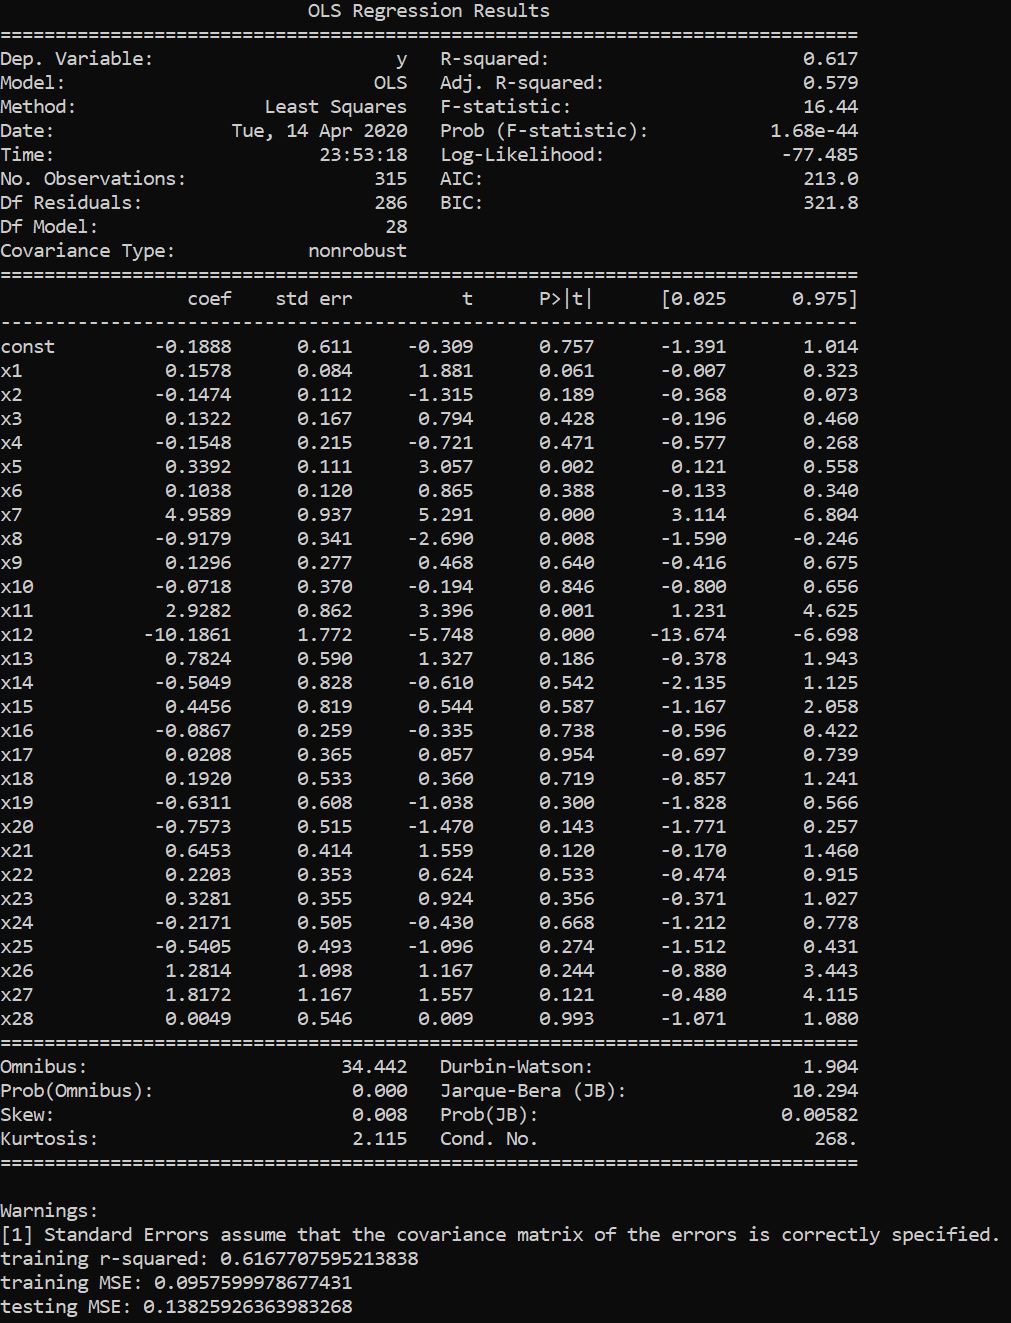 OLS Regression Results
==============================================================================
Dep. Variable:                      y   R-squared:                       0.617
Model:                            OLS   Adj. R-squared:                  0.579
Method:                 Least Squares   F-statistic:                     16.44
Date:                Tue, 14 Apr 2020   Prob (F-statistic):           1.68e-44
Time:                        23:53:18   Log-Likelihood:                -77.485
No. Observations:                 315   AIC:                             213.0
Df Residuals:                     286   BIC:                             321.8
Df Model:                          28
Covariance Type:            nonrobust
==============================================================================
                 coef    std err          t      P>|t|      [0.025      0.975]
------------------------------------------------------------------------------
const         -0.1888      0.611     -0.309      0.757      -1.391       1.014
x1             0.1578      0.084      1.881      0.061      -0.007       0.323
x2            -0.1474      0.112     -1.315      0.189      -0.368       0.073
x3             0.1322      0.167      0.794      0.428      -0.196       0.460
x4            -0.1548      0.215     -0.721      0.471      -0.577       0.268
x5             0.3392      0.111      3.057      0.002       0.121       0.558
x6             0.1038      0.120      0.865      0.388      -0.133       0.340
x7             4.9589      0.937      5.291      0.000       3.114       6.804
x8            -0.9179      0.341     -2.690      0.008      -1.590      -0.246
x9             0.1296      0.277      0.468      0.640      -0.416       0.675
x10           -0.0718      0.370     -0.194      0.846      -0.800       0.656
x11            2.9282      0.862      3.396      0.001       1.231       4.625
x12          -10.1861      1.772     -5.748      0.000     -13.674      -6.698
x13            0.7824      0.590      1.327      0.186      -0.378       1.943
x14           -0.5049      0.828     -0.610      0.542      -2.135       1.125
x15            0.4456      0.819      0.544      0.587      -1.167       2.058
x16           -0.0867      0.259     -0.335      0.738      -0.596       0.422
x17            0.0208      0.365      0.057      0.954      -0.697       0.739
x18            0.1920      0.533      0.360      0.719      -0.857       1.241
x19           -0.6311      0.608     -1.038      0.300      -1.828       0.566
x20           -0.7573      0.515     -1.470      0.143      -1.771       0.257
x21            0.6453      0.414      1.559      0.120      -0.170       1.460
x22            0.2203      0.353      0.624      0.533      -0.474       0.915
x23            0.3281      0.355      0.924      0.356      -0.371       1.027
x24           -0.2171      0.505     -0.430      0.668      -1.212       0.778
x25           -0.5405      0.493     -1.096      0.274      -1.512       0.431
x26            1.2814      1.098      1.167      0.244      -0.880       3.443
x27            1.8172      1.167      1.557      0.121      -0.480       4.115
x28            0.0049      0.546      0.009      0.993      -1.071       1.080
==============================================================================
Omnibus:                       34.442   Durbin-Watson:                   1.904
Prob(Omnibus):                  0.000   Jarque-Bera (JB):               10.294
Skew:                           0.008   Prob(JB):                      0.00582
Kurtosis:                       2.115   Cond. No.                         268.
==============================================================================
Warnings:
[1] Standard Errors assume that the covariance matrix of the errors is correctly specified.
training r-squared: 0.6167707595213838
training MSE: 0.0957599978677431
testing MSE: 0.13825926363983268